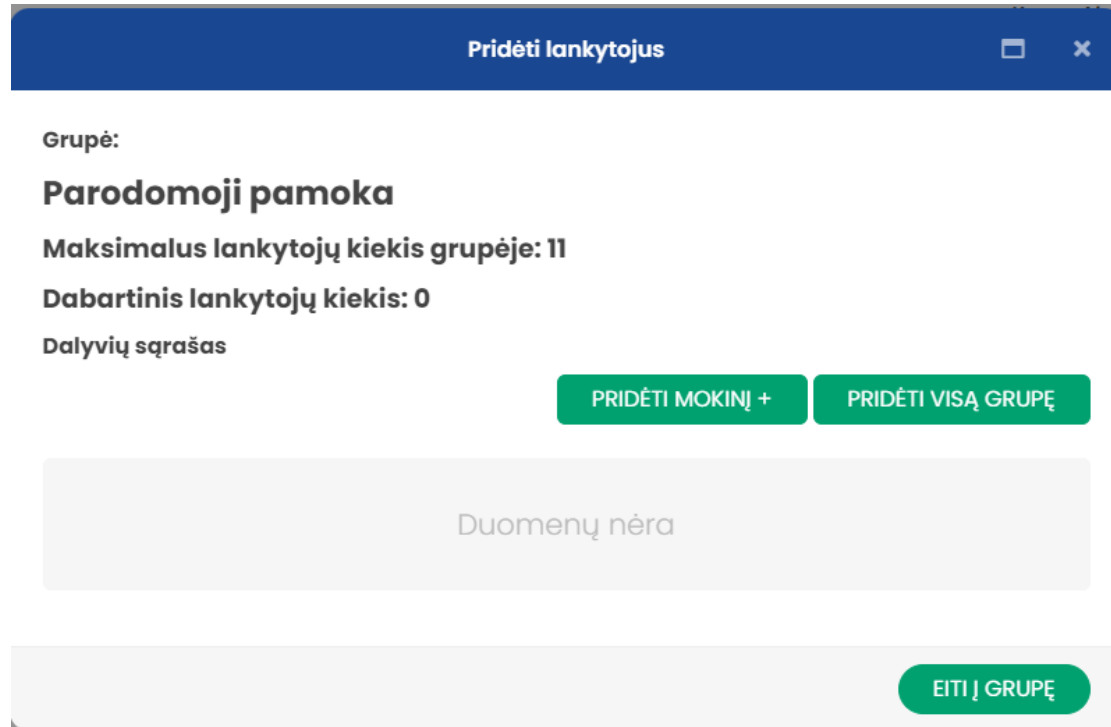 Pridėti lankytojus
Grupė:
Parodomoji pamoka
Maksimalus lankytojų kiekis grupėje: 11
Dabartinis lankytojų kiekis: 0
Dalyvių sąrašas
PRIDĖTI MOKINĮ +
PRIDĖTI VISĄ GRUPĘ
Duomenų nėra
EITI Į GRUPĘ